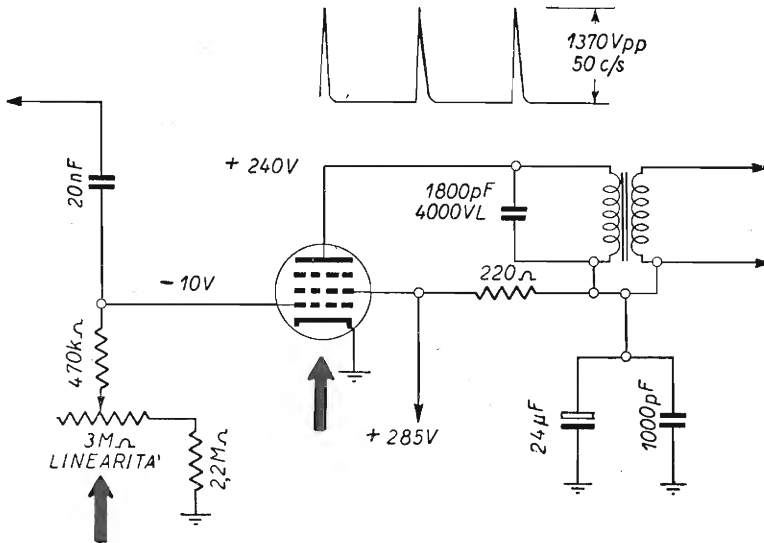 1370Vpp
50 c/s
20nF
+ 240V
1800pF
4000VL
- 10V
220Ω
470kΩ
3MΩ
LINEARITA'
2,2MΩ
+ 285V
24µF
1000pF